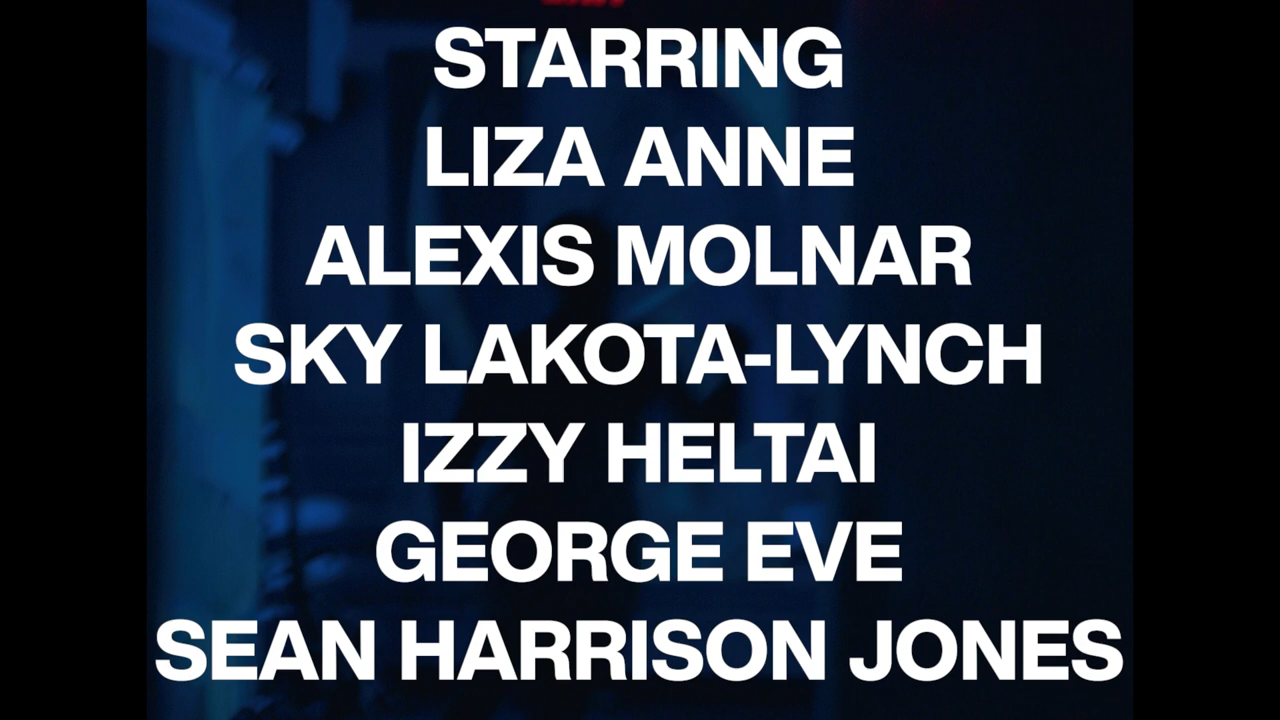 STARRING
LIZA ANNE
ALEXIS MOLNAR
SKY LAKOTA-LYNCH
IZZY HELTAI
GEORGE EVE
SEAN HARRISON JONES